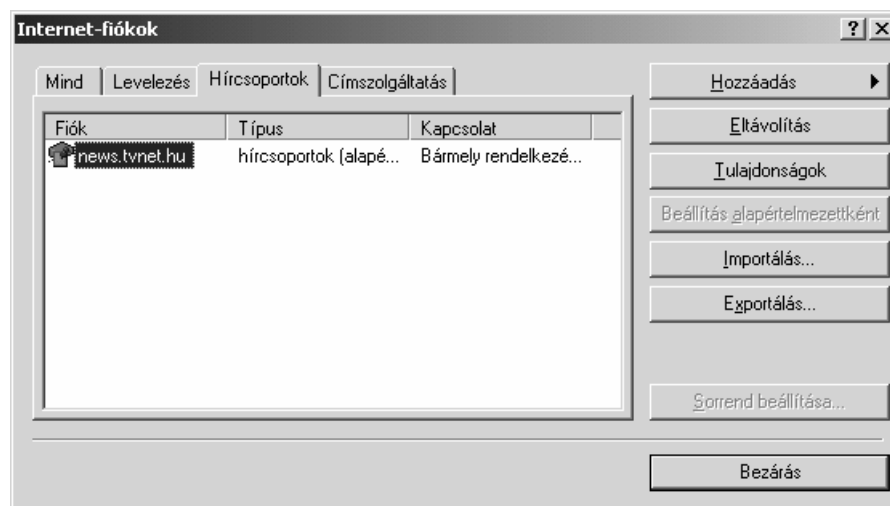 Internet-fiókok
Mind Levelezés Hírcsoportok Címszolgáltatás
Fiók Típus Kapcsolat
news.tvnet.hu hírcsoportok (alapé... Bármely rendelkezé...
Hozzáadás
Eltávolítás
Tulajdonságok
Beállítás alapértelmezettként
Importálás...
Exportálás...
Sorrend beállítása...
Bezárás